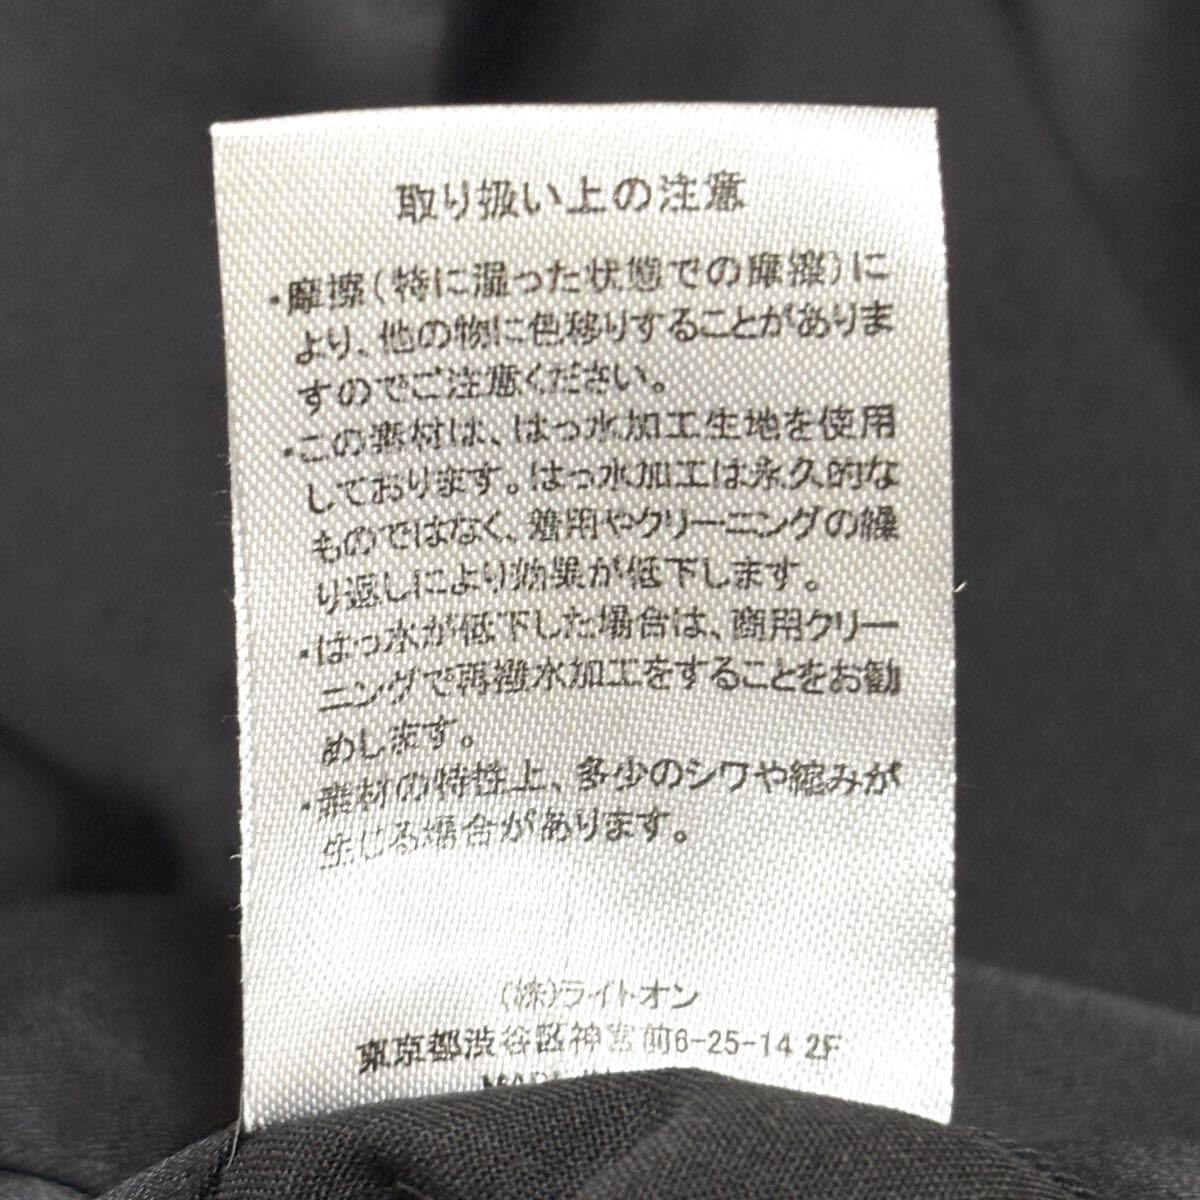 取り扱い上の注意
・摩擦(特に湿った状態での摩擦)に
より、他の物に色移りすることがありま
すのでご注意ください。
・この素材は、はっ水加工生地を使用
しております。はっ水加工は永久的な
ものではなく、着用やクリーニングの繰
り返しにより効果が低下します。
・はっ水が低下した場合は、商用クリー
ニングで再撥水加工をすることをお勧
めします。
・素材の特性上、多少のシワや縮みが
生じる場合があります。
(株)ライトオン
東京都渋谷区神宮前6-25-14 2F